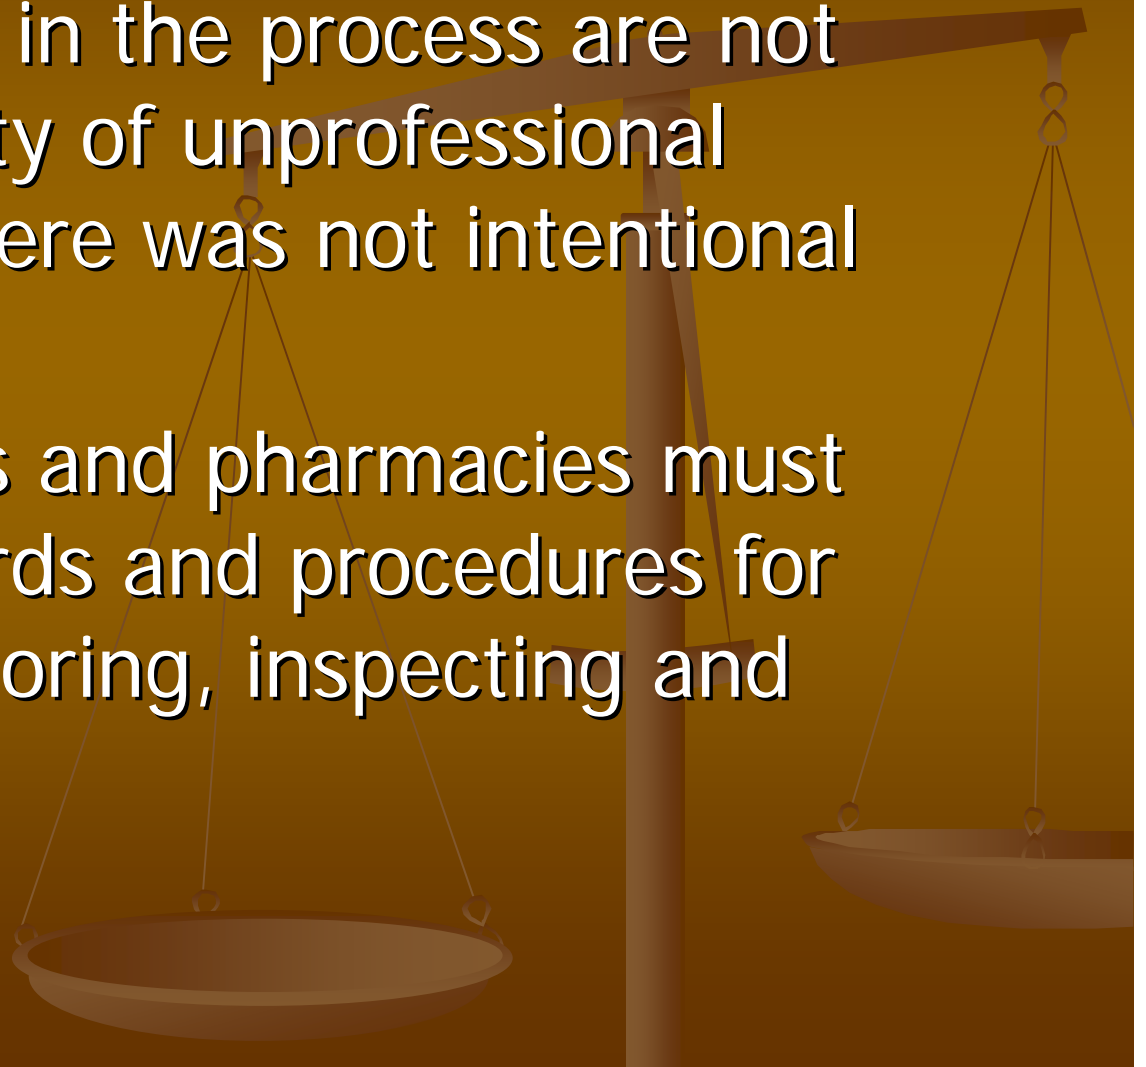 in the process are not
ty of unprofessional
ere was not intentional
s and pharmacies must
rds and procedures for
oring, inspecting and